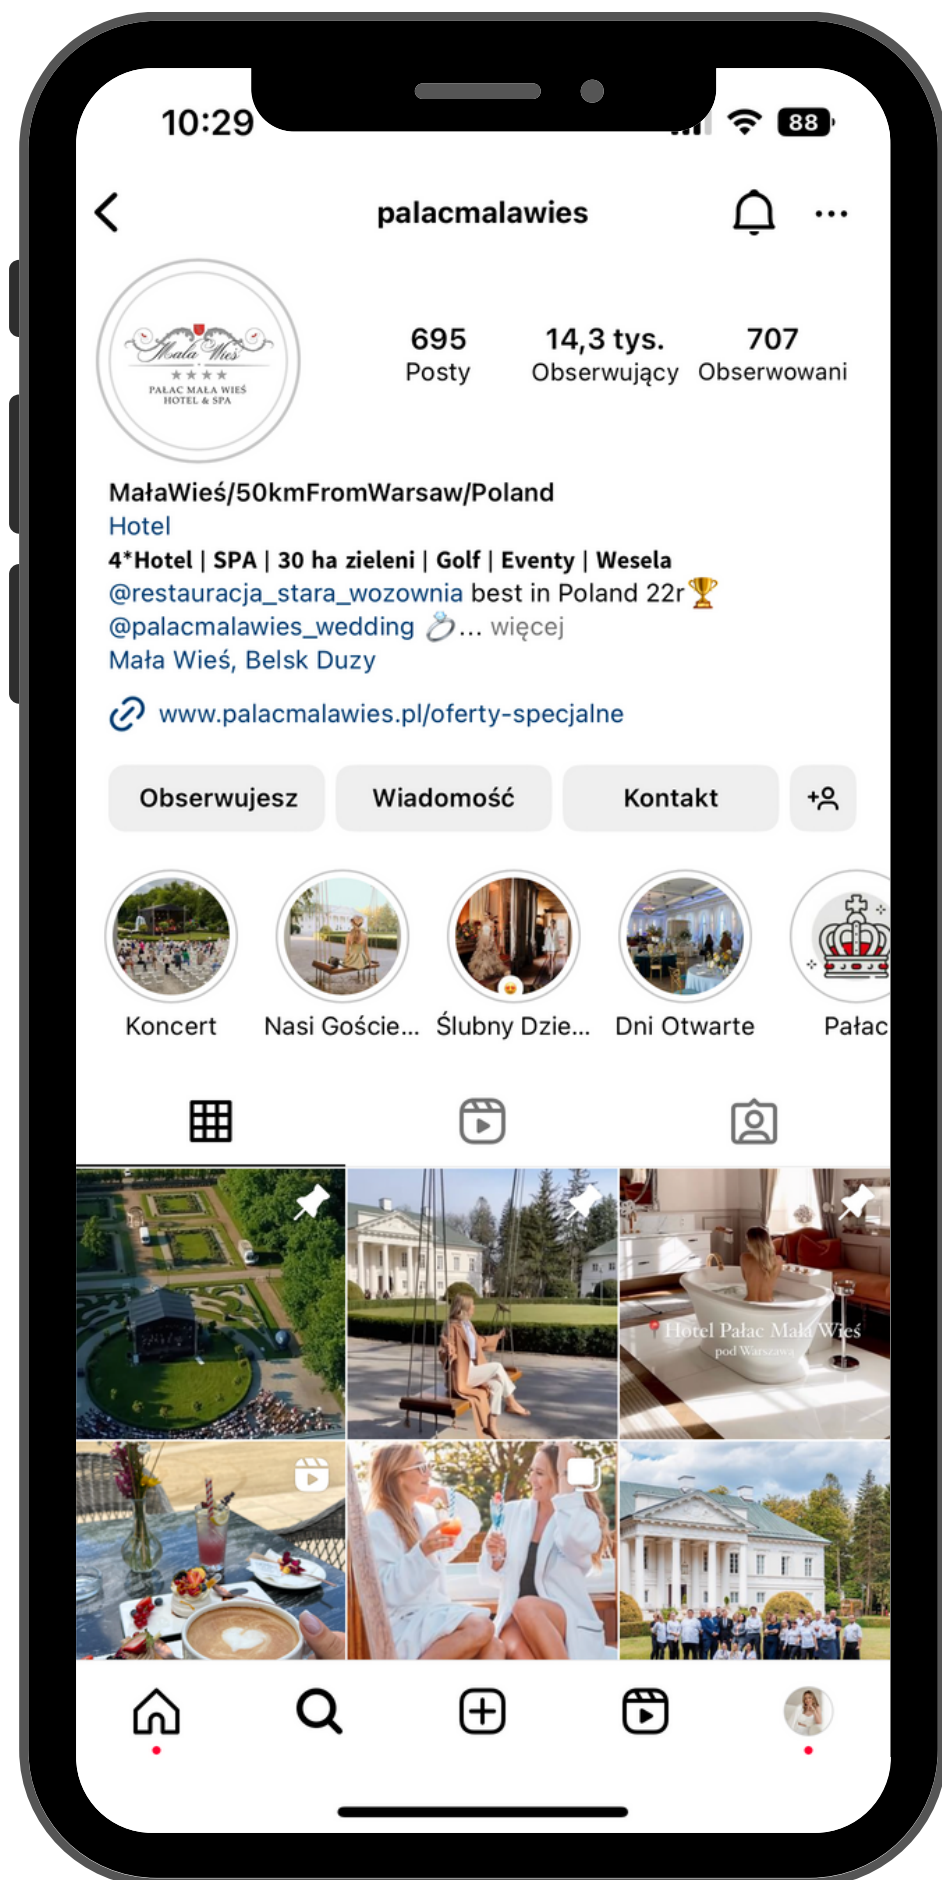 10:29
88
palacmalawies
Mała Wieś
PAŁAC MAŁA WIEŚ
HOTEL & SPA
695
14,3 tys.
707
Posty
Obserwujący
Obserwowani
MałaWieś/50kmFromWarsaw/Poland
Hotel
4*Hotel | SPA | 30 ha zieleni | Golf | Eventy | Wesela
@restauracja_stara_wozownia best in Poland 22r🏆
@palacmalawies_wedding 💍... więcej
Mała Wieś, Belsk Duzy
www.palacmalawies.pl/oferty-specjalne
Obserwujesz
Wiadomość
Kontakt
Koncert
Nasi Goście...
Ślubny Dzie...
Dni Otwarte
Pałac
Hotel Pałac Mała Wieś
pod Warszawą